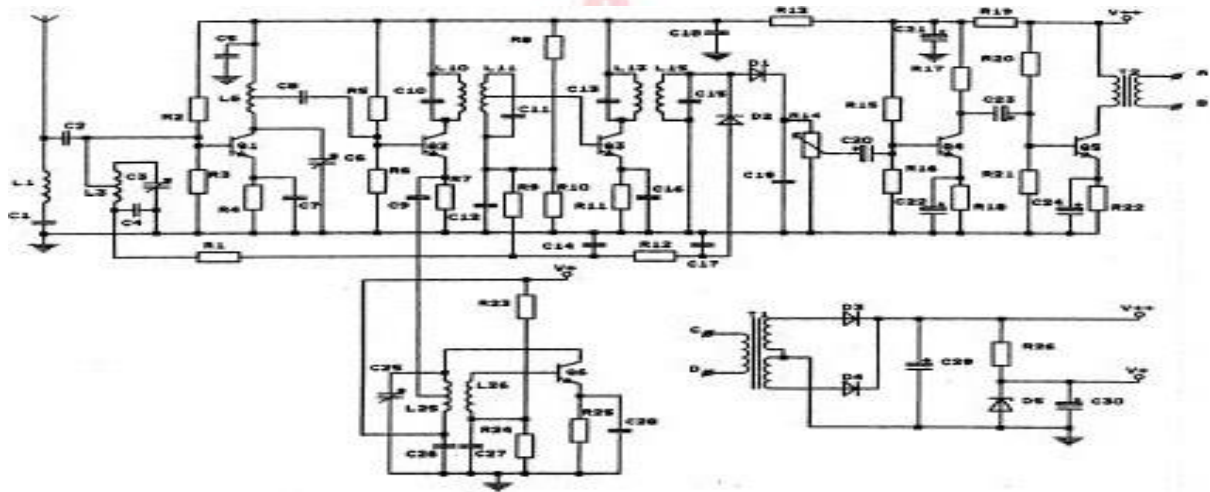 R13 R19 V++
C5 R8 C18 C21
L10 L11 L13 L15 D1 R20 T2 A
R17
L6 C8 R5 C10 C13 C15 B
R2 C11 D2 R14 R15 C23
C2 C20
Q1 C6 Q2 Q3 Q4 Q5
L1 L3 C3 R3 R6 R7 R9 R10 R16 R21
C4 R4 C7 C9 C12 R11 C16 C19 C22 R18 C24 R22
C1
R1 C14 R12 C17
V+
R23 D3 V++
C T1
R26
C25 D C29 V+
L26 D4
L25 R25 D5 C30
R24 C28
C26 C27